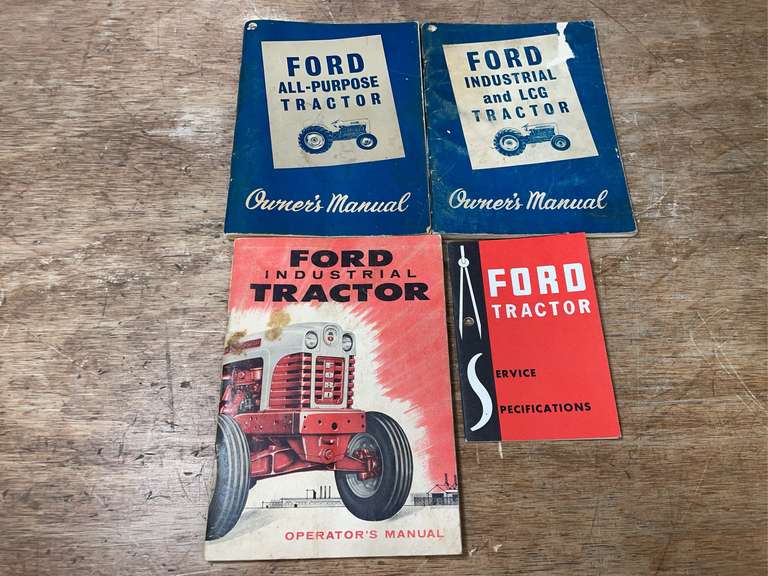 FORD
ALL-PURPOSE
TRACTOR
Owner's Manual
FORD
INDUSTRIAL
and LCG
TRACTOR
Owner's Manual
FORD
INDUSTRIAL
TRACTOR
FORD
OPERATOR'S MANUAL
FORD
TRACTOR
SERVICE
SPECIFICATIONS